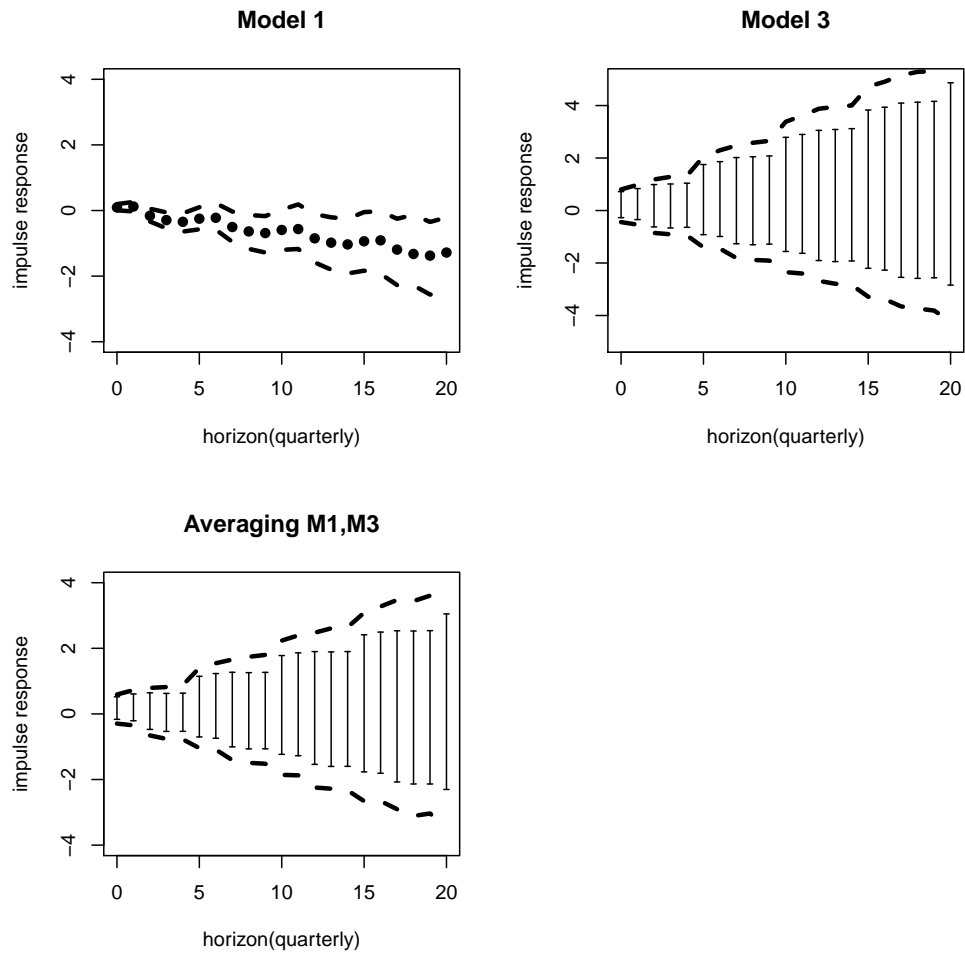 Model 1
impulse response
4
2
0
−2
−4
0 5 10 15 20
horizon(quarterly)
Model 3
impulse response
4
2
0
−2
−4
0 5 10 15 20
horizon(quarterly)
Averaging M1,M3
impulse response
4
2
0
−2
−4
0 5 10 15 20
horizon(quarterly)